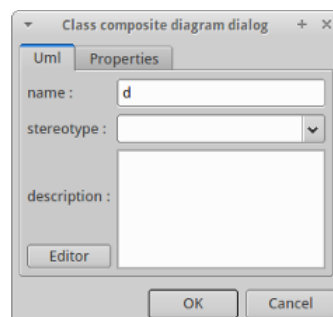 Class composite diagram dialog
Uml Properties
name : d
stereotype :
description :
Editor
OK Cancel